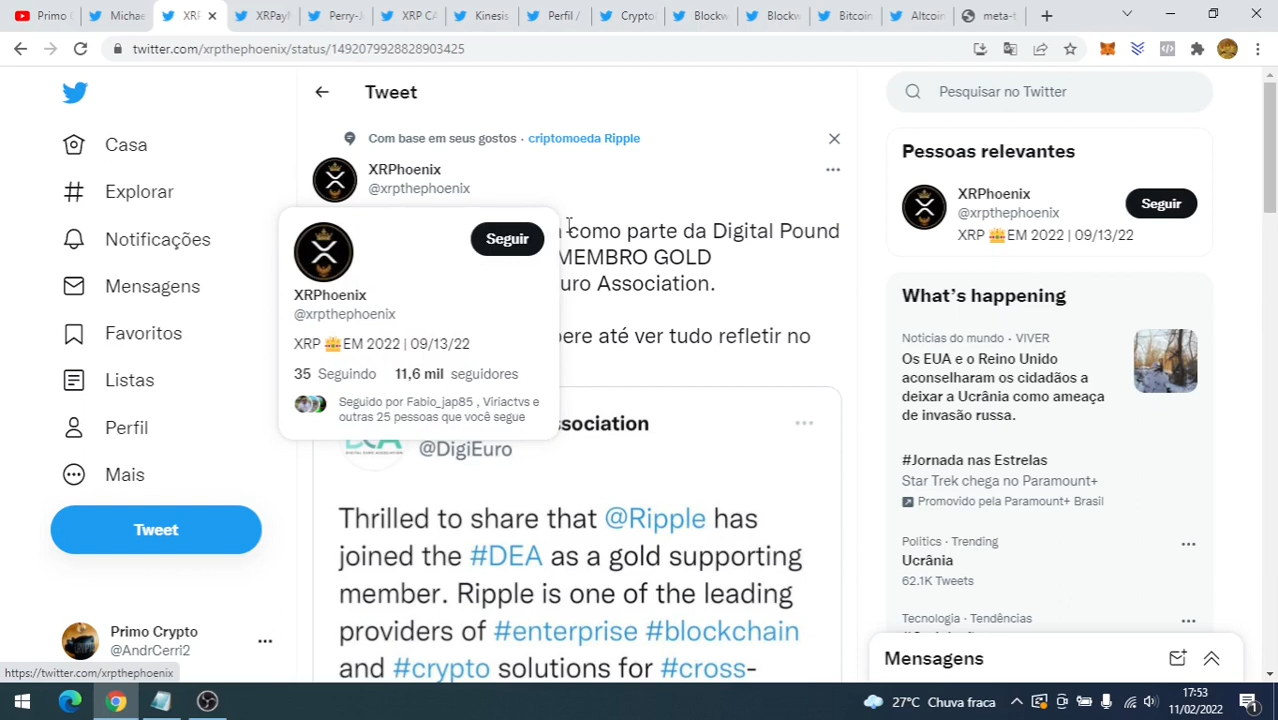 Primo
Michae
XRP
XRPayN
Perry-J
XRP CA
Kinesis
Perfil /
Crypto
Blockw
Blockw
Bitcoin
Altcoin
meta-t
twitter.com/xrpthephoenix/status/1492079928828903425
Casa
Explorar
Notificações
Mensagens
Favoritos
Listas
Perfil
Mais
Tweet
Primo Crypto
@AndrCerri2
https://twitter.com/xrpthephoenix
Tweet
Com base em seus gostos · criptomoeda Ripple
XRPhoenix
@xrpthephoenix
como parte da Digital Pound
MEMBRO GOLD
uro Association.
pere até ver tudo refletir no
Seguir
XRPhoenix
@xrpthephoenix
XRP 👑EM 2022 | 09/13/22
35 Seguindo 11,6 mil seguidores
Seguido por Fabio_jap85 , Viriactvs e
outras 25 pessoas que você segue
ssociation
@DigiEuro
Thrilled to share that @Ripple has
joined the #DEA as a gold supporting
member. Ripple is one of the leading
providers of #enterprise #blockchain
and #crypto solutions for #cross-
Pesquisar no Twitter
Pessoas relevantes
XRPhoenix
@xrpthephoenix
Seguir
XRP 👑EM 2022 | 09/13/22
What's happening
Notícias do mundo · VIVER
Os EUA e o Reino Unido
aconselharam os cidadãos a
deixar a Ucrânia como ameaça
de invasão russa.
#Jornada nas Estrelas
Star Trek chega no Paramount+
Promovido pela Paramount+ Brasil
Politics · Trending
Ucrânia
62.1K Tweets
Tecnologia · Tendências
Mensagens
27°C Chuva fraca
17:53
11/02/2022
1